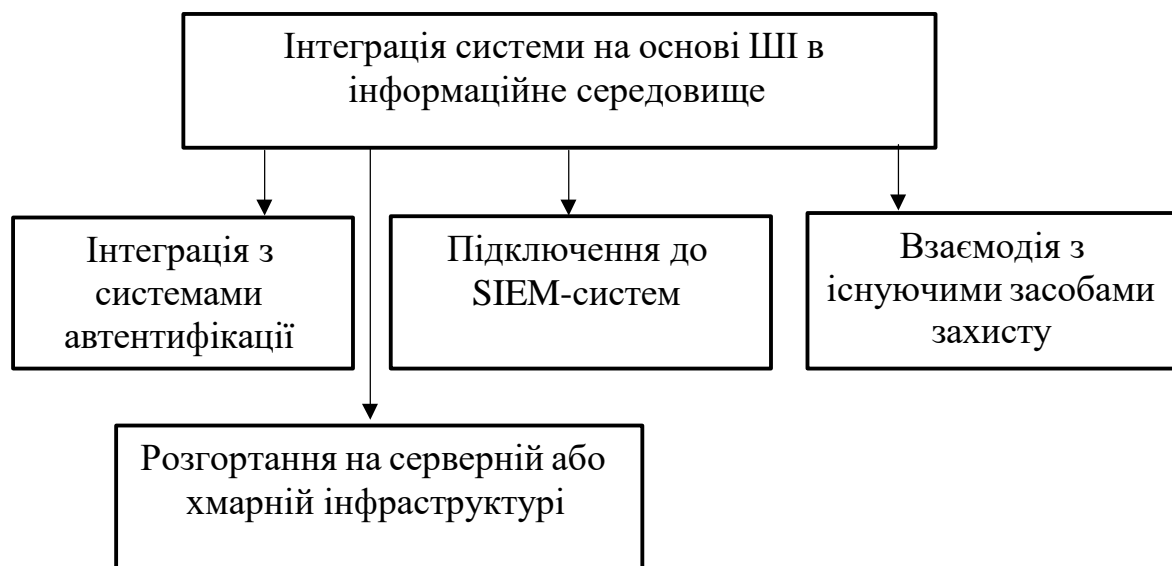 Інтеграція системи на основі ШІ в
інформаційне середовище
Інтеграція з
системами
автентифікації
Підключення до
SIEM-систем
Взаємодія з
існуючими засобами
захисту
Розгортання на серверній або
хмарній інфраструктурі